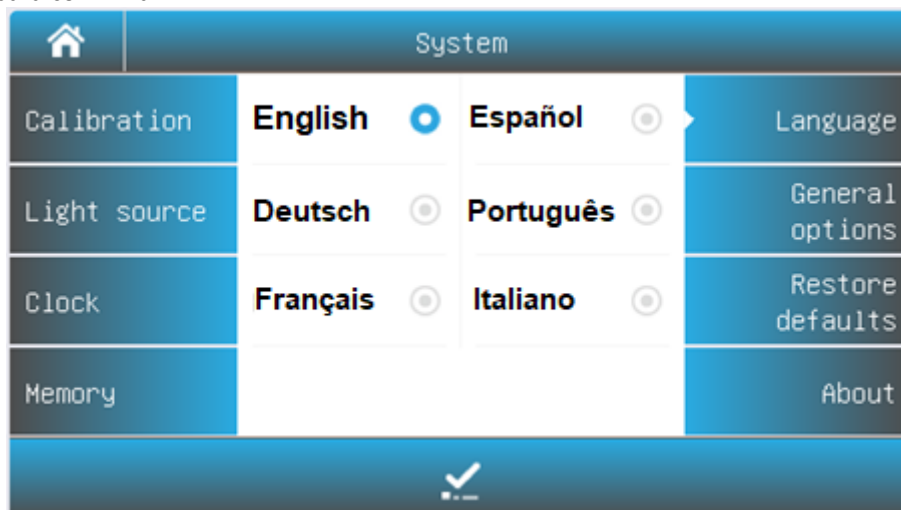 System
Calibration
English
Español
Language
Light source
Deutsch
Português
General
options
Clock
Français
Italiano
Restore
defaults
Memory
About